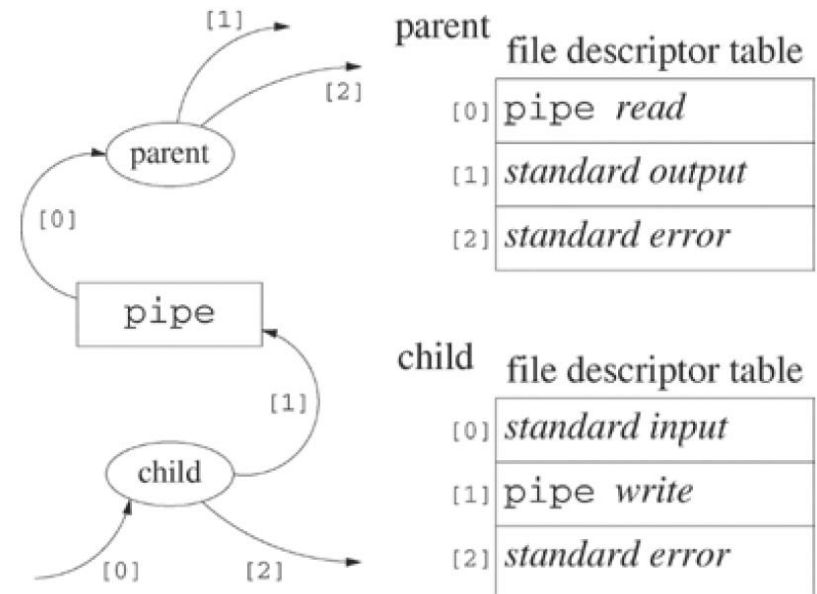 [1]
[2]
parent
[0]
pipe
[1]
child
[0]
[2]
parent
file descriptor table
[0] pipe read
[1] standard output
[2] standard error
child
file descriptor table
[0] standard input
[1] pipe write
[2] standard error